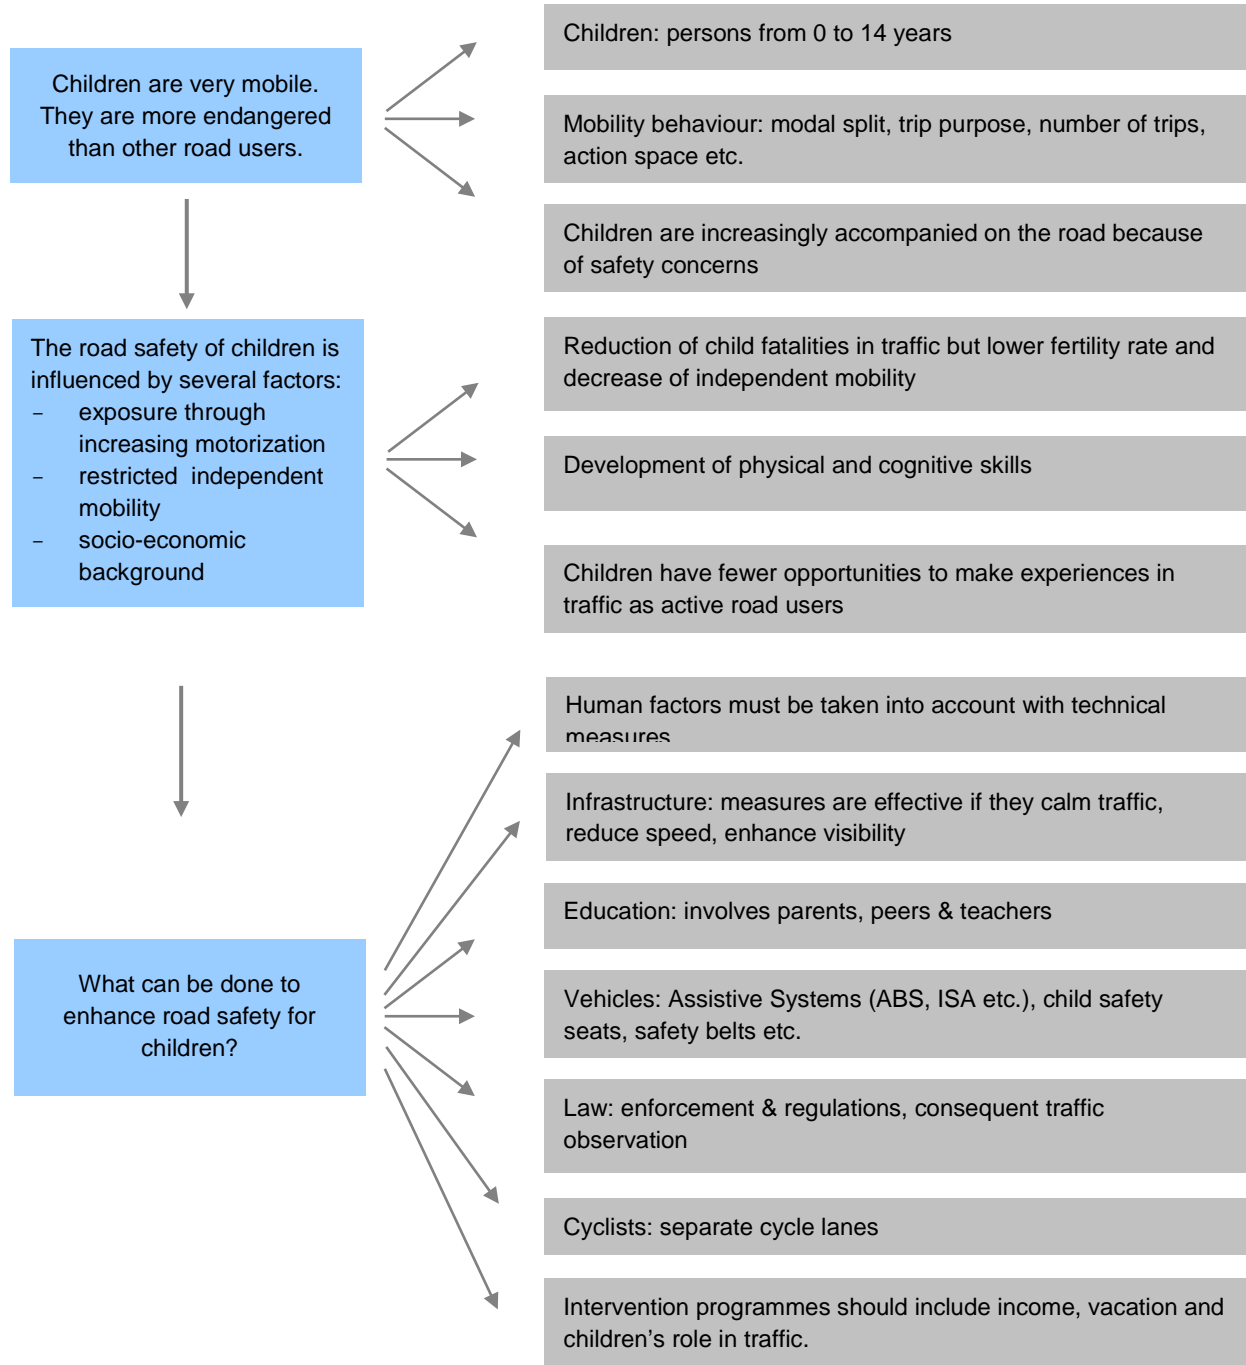 Children are very mobile.
They are more endangered
than other road users.
Children: persons from 0 to 14 years
Mobility behaviour: modal split, trip purpose, number of trips,
action space etc.
Children are increasingly accompanied on the road because
of safety concerns
The road safety of children is
influenced by several factors:
- exposure through
increasing motorization
- restricted independent
mobility
- socio-economic
background
Reduction of child fatalities in traffic but lower fertility rate and
decrease of independent mobility
Development of physical and cognitive skills
Children have fewer opportunities to make experiences in
traffic as active road users
What can be done to
enhance road safety for
children?
Human factors must be taken into account with technical
measures
Infrastructure: measures are effective if they calm traffic,
reduce speed, enhance visibility
Education: involves parents, peers & teachers
Vehicles: Assistive Systems (ABS, ISA etc.), child safety
seats, safety belts etc.
Law: enforcement & regulations, consequent traffic
observation
Cyclists: separate cycle lanes
Intervention programmes should include income, vacation and
children's role in traffic.